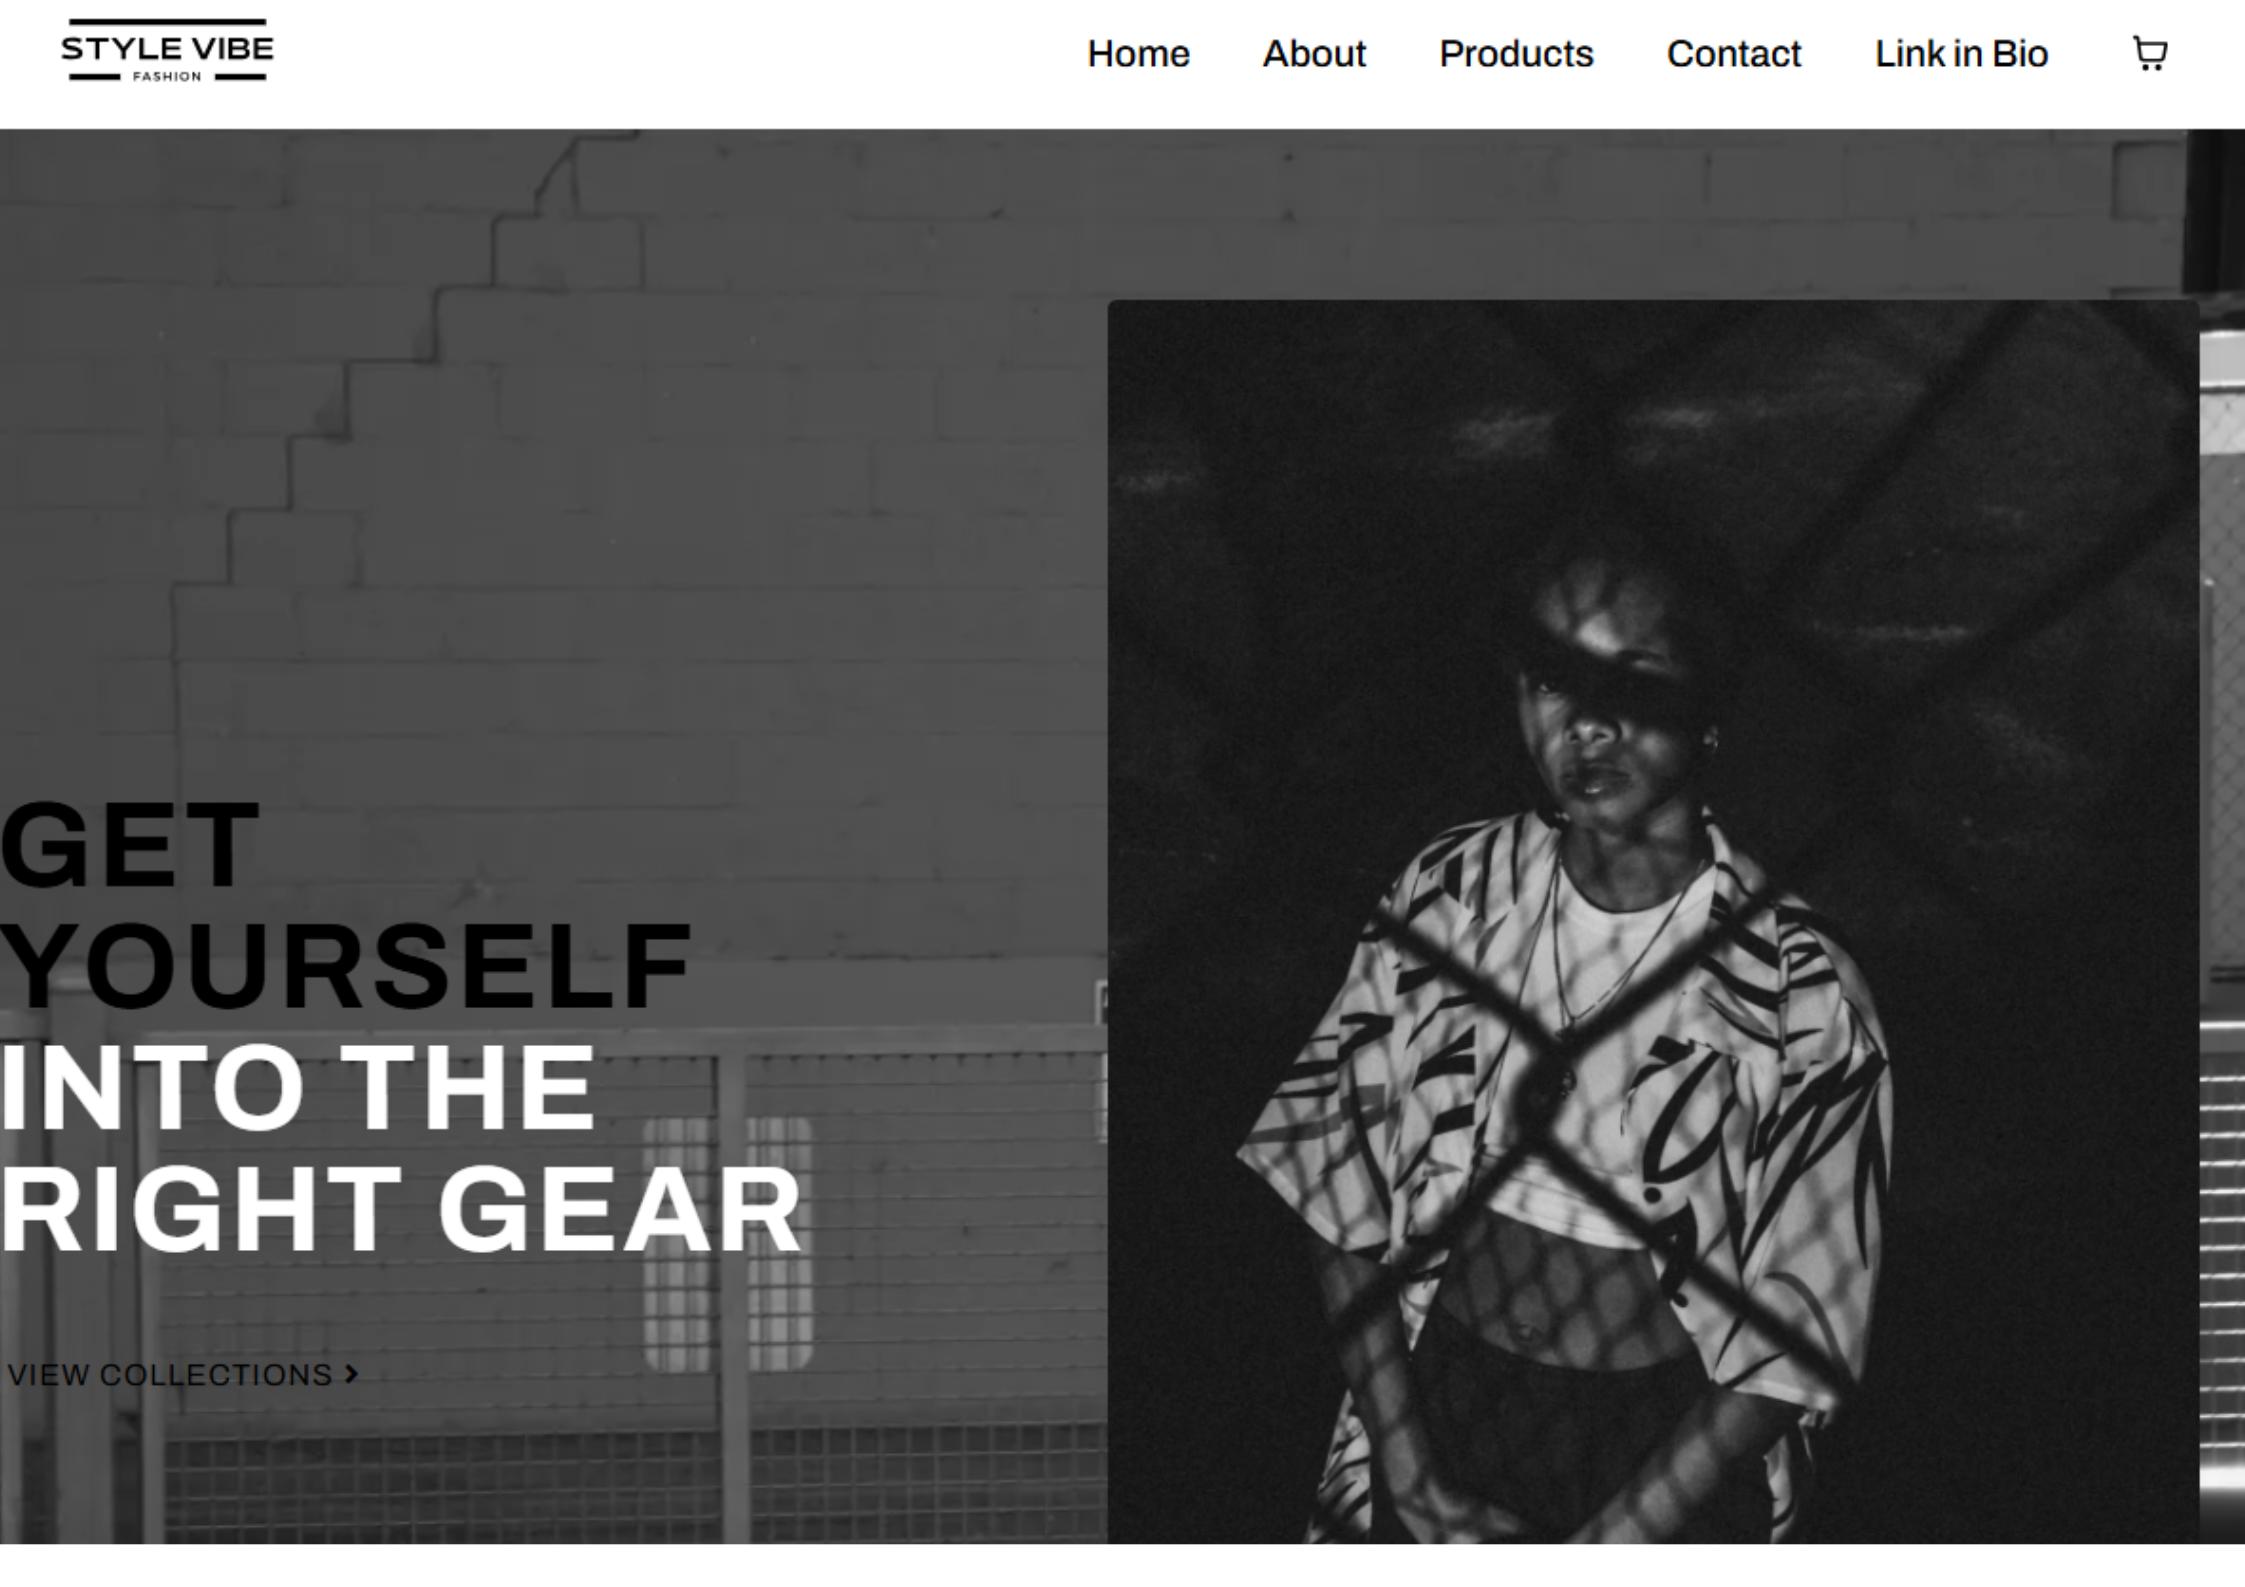 STYLE VIBE
FASHION
Home About Products Contact Link in Bio
GET
YOURSELF
INTO THE
RIGHT GEAR
VIEW COLLECTIONS